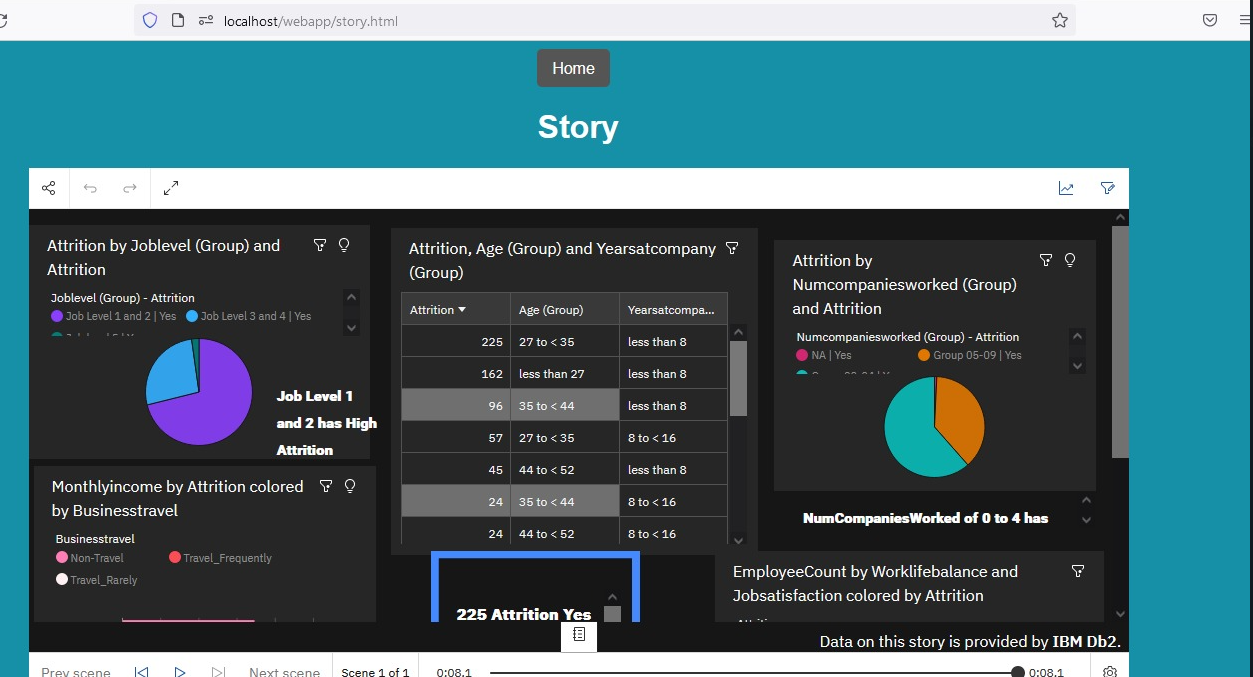 localhost/webapp/story.html
Home
Story
Attrition by Joblevel (Group) and
Attrition
Joblevel (Group) - Attrition
Job Level 1 and 2 | Yes
Job Level 3 and 4 | Yes
Job Level 1
and 2 has High
Attrition
Attrition, Age (Group) and Yearsatcompany
(Group)
Attrition Age (Group) Yearsatcompa...
225 27 to < 35 less than 8
162 less than 27 less than 8
96 35 to < 44 less than 8
57 27 to < 35 8 to < 16
45 44 to < 52 less than 8
24 35 to < 44 8 to < 16
24 44 to < 52 8 to < 16
Attrition by
Numcompaniesworked (Group)
and Attrition
Numcompaniesworked (Group) - Attrition
NA | Yes
Group 05-09 | Yes
NumCompaniesWorked of 0 to 4 has
Monthlyincome by Attrition colored
by Businesstravel
Businesstravel
Non-Travel
Travel_Frequently
Travel_Rarely
225 Attrition Yes
EmployeeCount by Worklifebalance and
Jobsatisfaction colored by Attrition
Data on this story is provided by IBM Db2.
Prev scene
Next scene
Scene 1 of 1
0:08.1
0:08.1